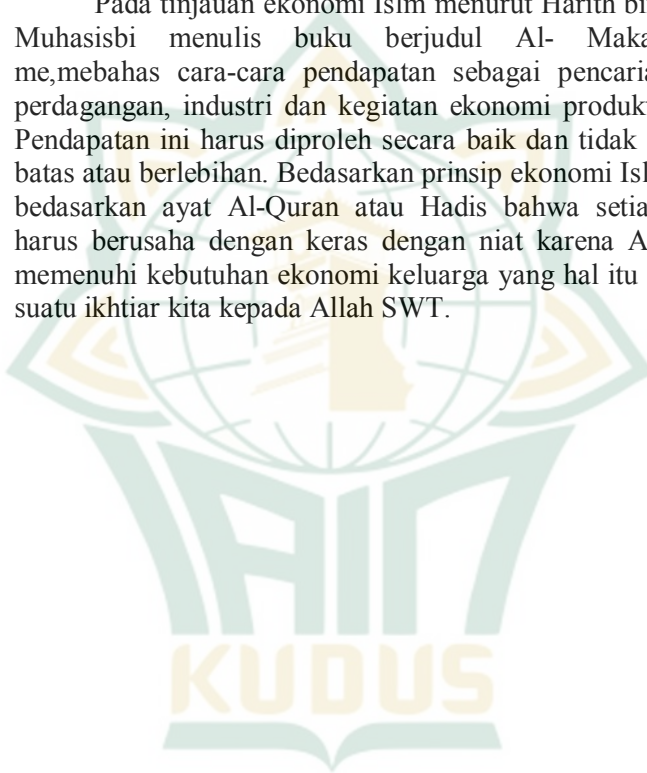 Pada tinjauan ekonomi Islm menurut Harith bi
Muhasisbi menulis buku berjudul Al- Maka
me,mebahas cara-cara pendapatan sebagai pencaria
perdagangan, industri dan kegiatan ekonomi produkt
Pendapatan ini harus diproleh secara baik dan tidak
batas atau berlebihan. Bedasarkan prinsip ekonomi Isl
bedasarkan ayat Al-Quran atau Hadis bahwa setia
harus berusaha dengan keras dengan niat karena A
memenuhi kebutuhan ekonomi keluarga yang hal itu
suatu ikhtiar kita kepada Allah SWT.
IAIN
KUDUS